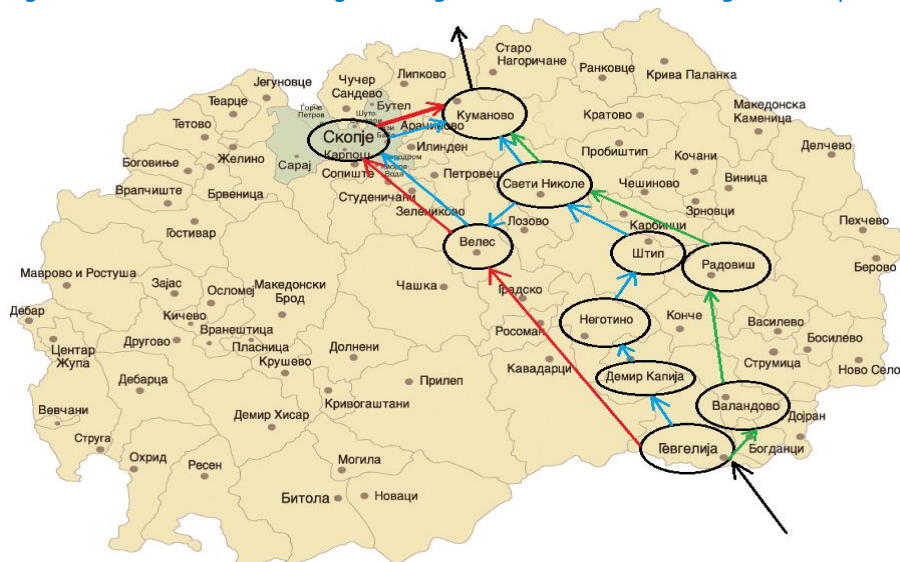 Старо
Нагоричане
Ранковце
Крива Паланка
Чучер
Сандево
Липково
Јегуновце
Теарце
Ѓорче
Петров
Шуто
Бутел
Куманово
Кратово
Македонска
Каменица
Тетово
Скопје
Арачиново
Илинден
Пробиштип
Делчево
Желино
Сарај
Карпош
Сопиште
Вода
Петровец
Кочани
Боговиње
Врапчиште
Брвеница
Студеничани
Свети Николе
Чешиново
Виница
Зелениково
Лозово
Зрновци
Карбинци
Пехчево
Гостивар
Велес
Штип
Радовиш
Берово
Маврово и Ростуша
Зајас
Осломеј
Македонски
Брод
Чашка
Градско
Дебар
Кичево
Вранештица
Неготино
Конче
Василево
Росоман
Центар
Жупа
Другово
Пласница
Крушево
Долнени
Босилево
Струмица
Кавадарци
Ново Село
Дебарца
Прилеп
Демир Капија
Вевчани
Кривогаштани
Валандово
Дојран
Струга
Демир Хисар
Гевгелија
Богданци
Охрид
Ресен
Могила
Битола
Новаци